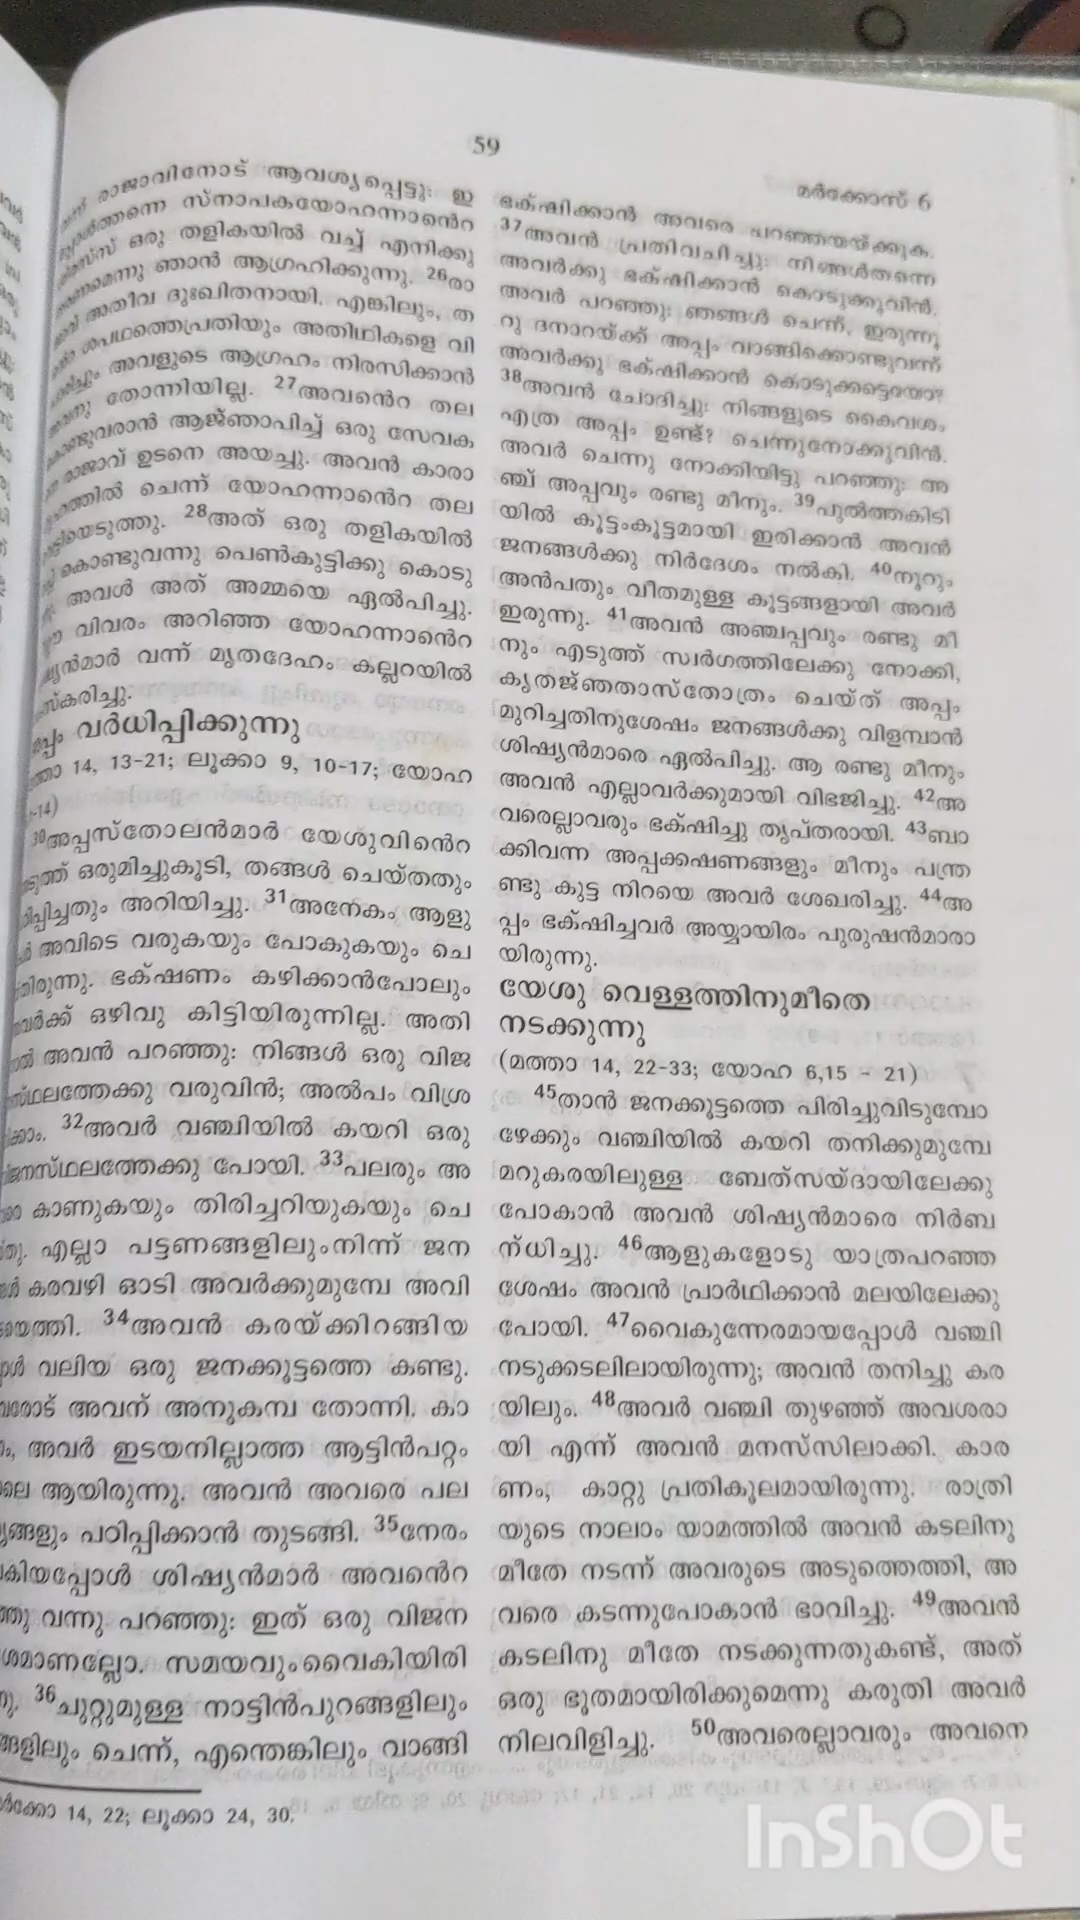 59
മർക്കോസ് 6
രാജാവിനോട് ആവശ്യപ്പെട്ടു: ഇ
സ്നാപകയോഹന്നാന്റെ
ഒരു തളികയിൽ വച്ച് എനിക്കു
ഞാൻ ആഗ്രഹിക്കുന്നു. 26രാ
അതീവ ദുഃഖിതനായി. എങ്കിലും, ത
ശപഥത്തെപ്രതിയും അതിഥികളെ വി
അവളുടെ ആഗ്രഹം നിരസിക്കാൻ
തോന്നിയില്ല. 27അവന്റെ തല
ആജ്ഞാപിച്ച് ഒരു സേവക
രാജാവ് ഉടനെ അയച്ചു. അവൻ കാരാ
ചെന്ന് യോഹന്നാന്റെ തല
28അത് ഒരു തളികയിൽ
കൊണ്ടുവന്നു പെൺകുട്ടിക്കു കൊടു
അവൾ അത് അമ്മയെ ഏൽപിച്ചു.
വിവരം അറിഞ്ഞ യോഹന്നാന്റെ
വന്ന് മൃതദേഹം കല്ലറയിൽ
വർധിപ്പിക്കുന്നു
14, 13-21; ലൂക്കാ 9, 10-17; യോഹ
30അപ്പസ്തോലൻമാർ യേശുവിന്റെ
ഒരുമിച്ചുകൂടി, തങ്ങൾ ചെയ്തതും
അറിയിച്ചു. 31അനേകം ആളു
അവിടെ വരുകയും പോകുകയും ചെ
ഭക്ഷണം കഴിക്കാൻപോലും
ഒഴിവു കിട്ടിയിരുന്നില്ല. അതി
അവൻ പറഞ്ഞു: നിങ്ങൾ ഒരു വിജ
വരുവിൻ; അൽപം വിശ്ര
32അവർ വഞ്ചിയിൽ കയറി ഒരു
പോയി. 33പലരും അ
കാണുകയും തിരിച്ചറിയുകയും ചെ
എല്ലാ പട്ടണങ്ങളിലുംനിന്ന് ജന
കരവഴി ഓടി അവർക്കുമുമ്പേ അവി
34അവൻ കരയ്ക്കിറങ്ങിയ
വലിയ ഒരു ജനക്കൂട്ടത്തെ കണ്ടു.
അവന് അനുകമ്പ തോന്നി. കാ
അവർ ഇടയനില്ലാത്ത ആട്ടിൻപറ്റം
ആയിരുന്നു. അവൻ അവരെ പല
പഠിപ്പിക്കാൻ തുടങ്ങി. 35നേരം
ശിഷ്യൻമാർ അവന്റെ
വന്നു പറഞ്ഞു: ഇത് ഒരു വിജന
സമയവുംവൈകിയിരി
36ചുറ്റുമുള്ള നാട്ടിൻപുറങ്ങളിലും
ചെന്ന്, എന്തെങ്കിലും വാങ്ങി
14, 22; ലൂക്കാ 24, 30.
ഭക്ഷിക്കാൻ അവരെ പറഞ്ഞയയ്ക്കുക.
37അവൻ പ്രതിവചിച്ചു: നിങ്ങൾതന്നെ
അവർക്കു ഭക്ഷിക്കാൻ കൊടുക്കുവിൻ.
അവർ പറഞ്ഞു: ഞങ്ങൾ ചെന്ന്, ഇരുന്നൂ
റു ദനാറയ്ക്ക് അപ്പം വാങ്ങിക്കൊണ്ടുവന്ന്
അവർക്കു ഭക്ഷിക്കാൻ കൊടുക്കട്ടെയോ?
38അവൻ ചോദിച്ചു: നിങ്ങളുടെ കൈവശം
എത്ര അപ്പം ഉണ്ട്? ചെന്നുനോക്കുവിൻ.
അവർ ചെന്നു നോക്കിയിട്ടു പറഞ്ഞു: അ
ഞ്ച് അപ്പവും രണ്ടു മീനും. 39പുൽത്തകിടി
യിൽ കൂട്ടംകൂട്ടമായി ഇരിക്കാൻ അവൻ
ജനങ്ങൾക്കു നിർദേശം നൽകി. 40നൂറും
അൻപതും വീതമുള്ള കൂട്ടങ്ങളായി അവർ
ഇരുന്നു. 41അവൻ അഞ്ചപ്പവും രണ്ടു മീ
നും എടുത്ത് സ്വർഗത്തിലേക്കു നോക്കി,
കൃതജ്ഞതാസ്തോത്രം ചെയ്ത് അപ്പം
മുറിച്ചതിനുശേഷം ജനങ്ങൾക്കു വിളമ്പാൻ
ശിഷ്യൻമാരെ ഏൽപിച്ചു. ആ രണ്ടു മീനും
അവൻ എല്ലാവർക്കുമായി വിഭജിച്ചു. 42അ
വരെല്ലാവരും ഭക്ഷിച്ചു തൃപ്തരായി. 43ബാ
ക്കിവന്ന അപ്പക്കഷണങ്ങളും മീനും പന്ത്ര
ണ്ടു കുട്ട നിറയെ അവർ ശേഖരിച്ചു. 44അ
പ്പം ഭക്ഷിച്ചവർ അയ്യായിരം പുരുഷൻമാരാ
യിരുന്നു.
യേശു വെള്ളത്തിനുമീതെ
നടക്കുന്നു
(മത്താ 14, 22-33; യോഹ 6,15 - 21)
45താൻ ജനക്കൂട്ടത്തെ പിരിച്ചുവിടുമ്പോ
ഴേക്കും വഞ്ചിയിൽ കയറി തനിക്കുമുമ്പേ
മറുകരയിലുള്ള ബേത്സയ്ദായിലേക്കു
പോകാൻ അവൻ ശിഷ്യൻമാരെ നിർബ
ന്ധിച്ചു. 46ആളുകളോടു യാത്രപറഞ്ഞ
ശേഷം അവൻ പ്രാർഥിക്കാൻ മലയിലേക്കു
പോയി. 47വൈകുന്നേരമായപ്പോൾ വഞ്ചി
നടുക്കടലിലായിരുന്നു; അവൻ തനിച്ചു കര
യിലും. 48അവർ വഞ്ചി തുഴഞ്ഞ് അവശരാ
യി എന്ന് അവൻ മനസ്സിലാക്കി. കാര
ണം, കാറ്റു പ്രതികൂലമായിരുന്നു. രാത്രി
യുടെ നാലാം യാമത്തിൽ അവൻ കടലിനു
മീതേ നടന്ന് അവരുടെ അടുത്തെത്തി, അ
വരെ കടന്നുപോകാൻ ഭാവിച്ചു. 49അവൻ
കടലിനു മീതേ നടക്കുന്നതുകണ്ട്, അത്
ഒരു ഭൂതമായിരിക്കുമെന്നു കരുതി അവർ
നിലവിളിച്ചു. 50അവരെല്ലാവരും അവനെ
InShOt